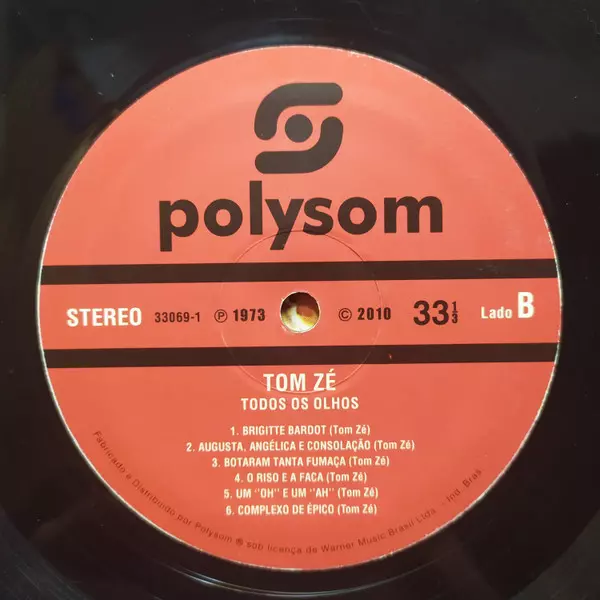 polysom
STEREO 33069-1 ℗ 1973 © 2010 33 1/3 Lado B
TOM ZÉ
TODOS OS OLHOS
1. BRIGITTE BARDOT (Tom Zé)
2. AUGUSTA, ANGÉLICA E CONSOLAÇÃO (Tom Zé)
3. BOTARAM TANTA FUMAÇA (Tom Zé)
4. O RISO E A FACA (Tom Zé)
5. UM "OH" E UM "AH" (Tom Zé)
6. COMPLEXO DE ÉPICO (Tom Zé)
Fabricado e Distribuido por Polysom ® sob licença de Warner Music Brasil Ltda. - Ind. Bras.